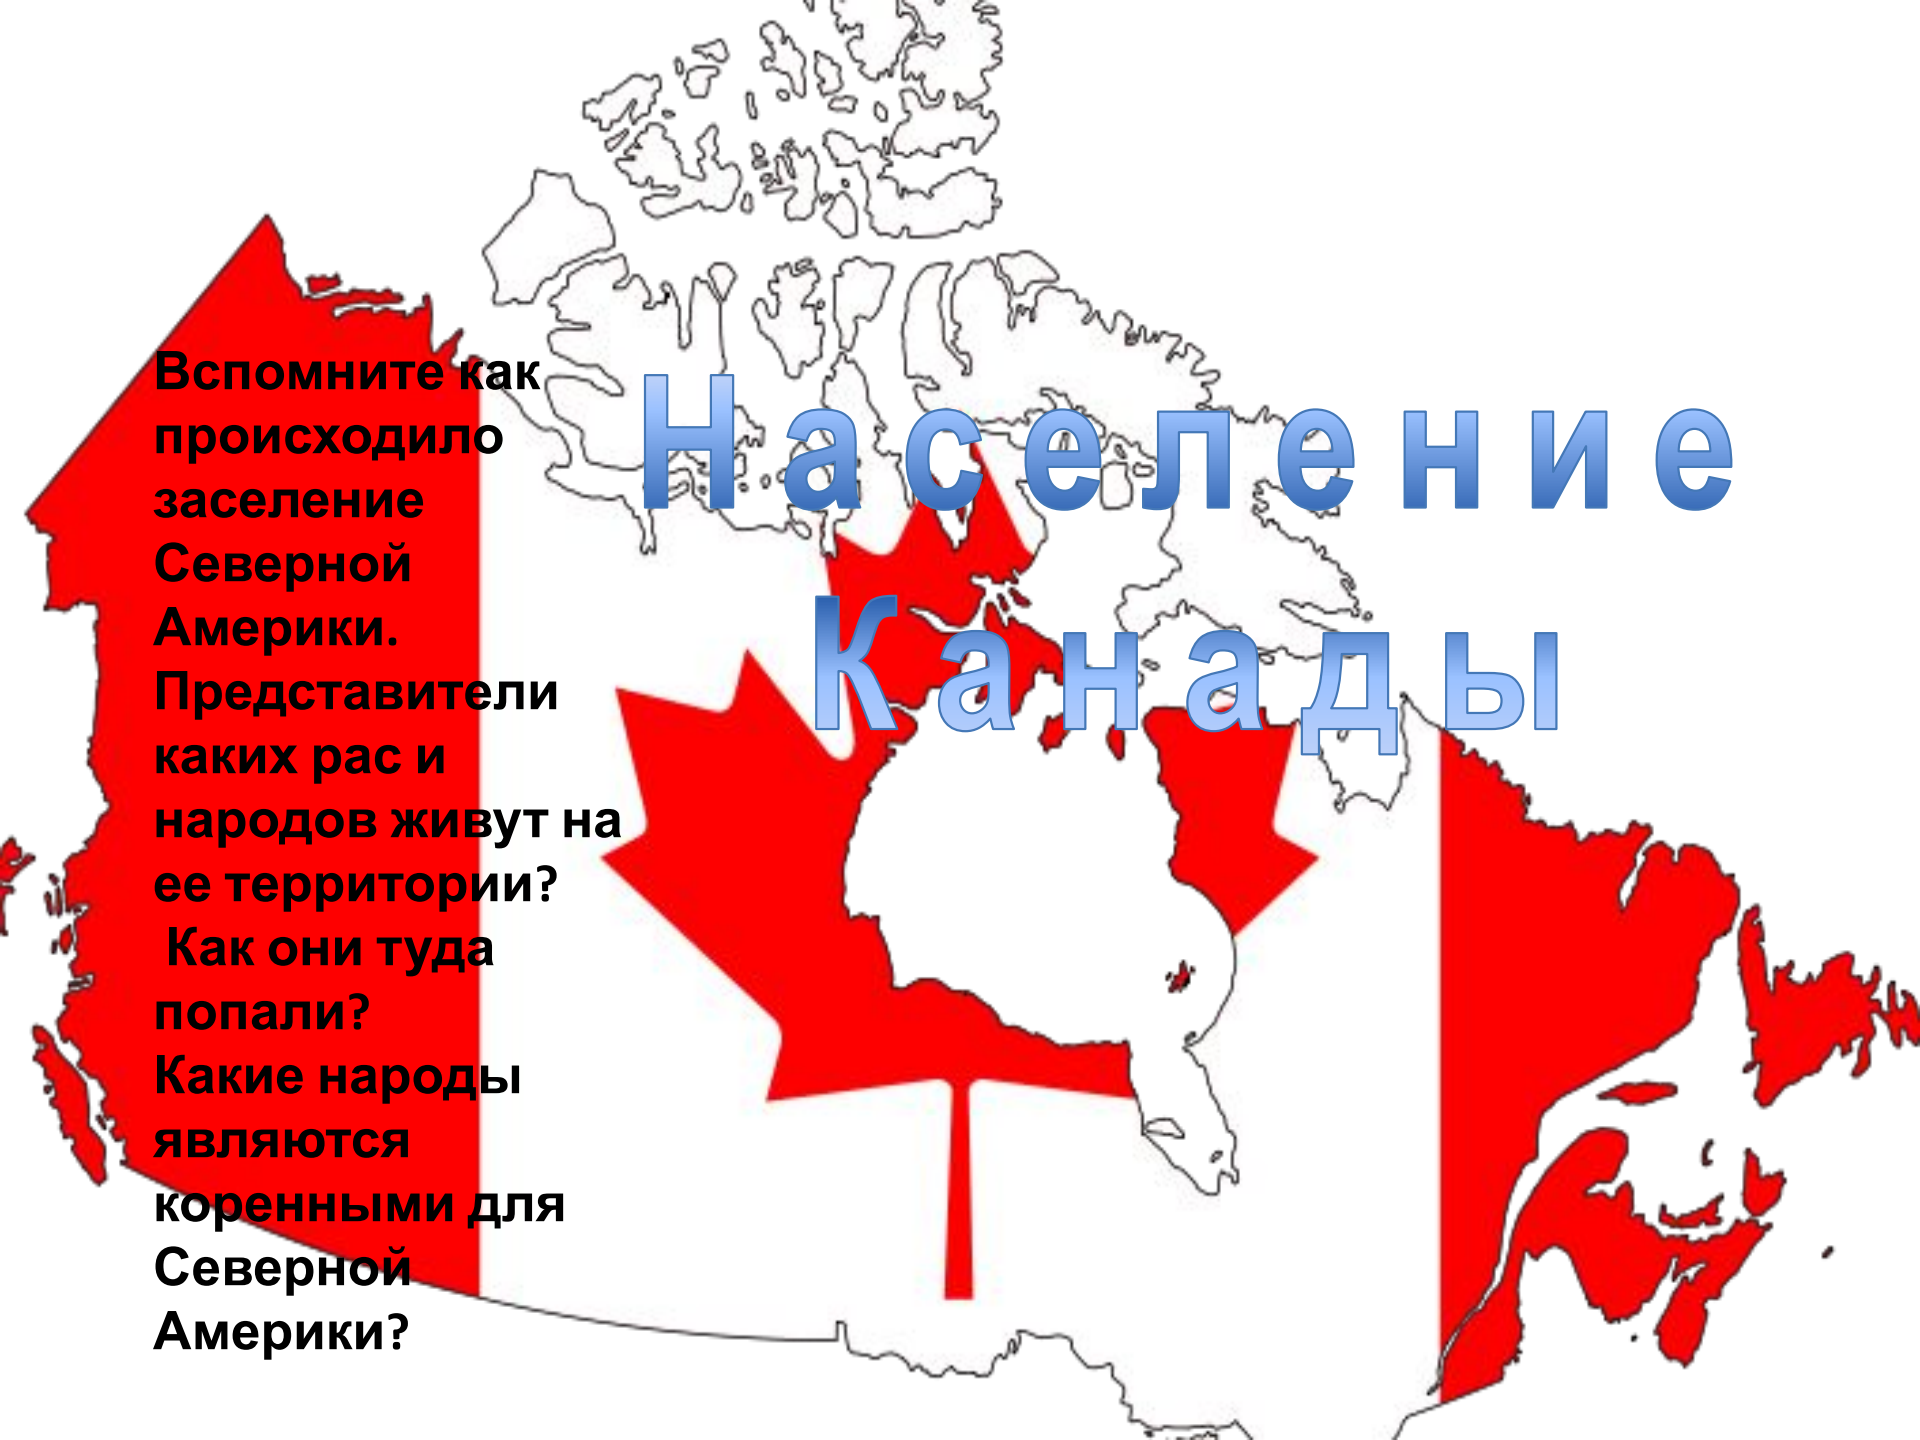 Население
Канады
Вспомните как
происходило
заселение
Северной
Америки.
Представители
каких рас и
народов живут на
ее территории?
Как они туда
попали?
Какие народы
являются
коренными для
Северной
Америки?